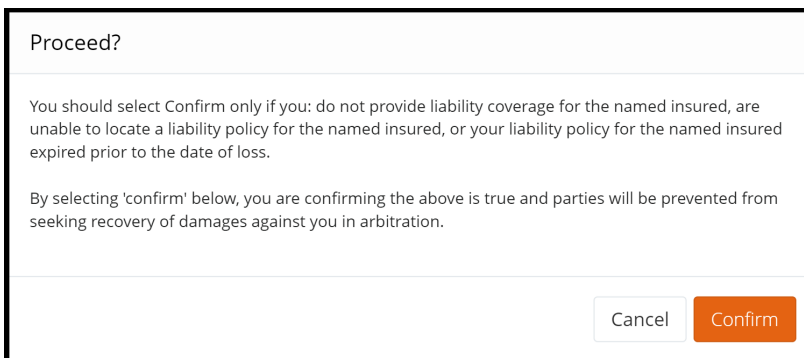 Proceed?
You should select Confirm only if you: do not provide liability coverage for the named insured, are
unable to locate a liability policy for the named insured, or your liability policy for the named insured
expired prior to the date of loss.
By selecting 'confirm' below, you are confirming the above is true and parties will be prevented from
seeking recovery of damages against you in arbitration.
Cancel Confirm